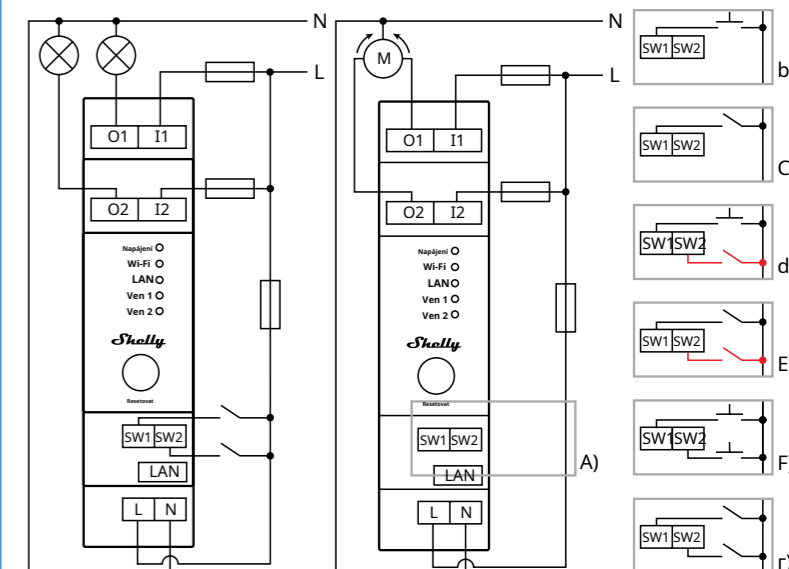 N
L
O1 I1
O2 I2
Napájení
Wi-Fi
LAN
Ven 1
Ven 2
Shelly
Resetovat
SW1 SW2
LAN
L N
N
M
L
O1 I1
O2 I2
Napájení
Wi-Fi
LAN
Ven 1
Ven 2
Shelly
Resetovat
SW1 SW2
LAN
A)
L N
SW1 SW2
b
SW1 SW2
C
SW1 SW2
d
SW1 SW2
E
SW1 SW2
F)
SW1 SW2